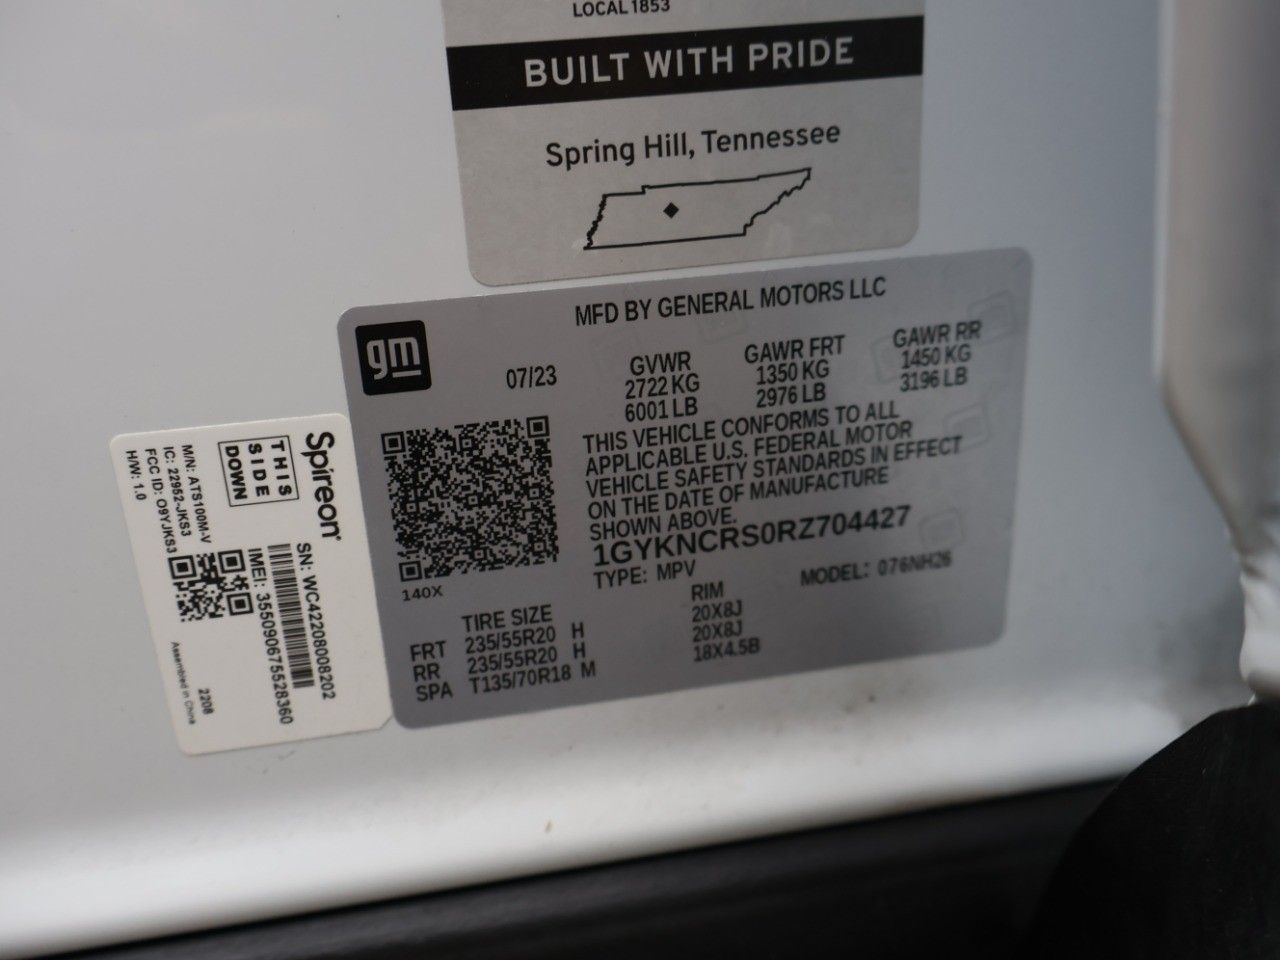 LOCAL 1853
BUILT WITH PRIDE
Spring Hill, Tennessee
MFD BY GENERAL MOTORS LLC
gm
07/23
GVWR
2722 KG
6001 LB
GAWR FRT
1350 KG
2976 LB
GAWR RR
1450 KG
3196 LB
THIS VEHICLE CONFORMS TO ALL
APPLICABLE U.S. FEDERAL MOTOR
VEHICLE SAFETY STANDARDS IN EFFECT
ON THE DATE OF MANUFACTURE
SHOWN ABOVE.
1GYKNCRS0RZ704427
TYPE: MPV
MODEL: 076NH26
140X
TIRE SIZE RIM
FRT 235/55R20 H 20X8J
RR 235/55R20 H 20X8J
SPA T135/70R18 M 18X4.5B
Spireon
THIS
SIDE
DOWN
M/N: ATS100M-V
IC: 22952-JKS3
FCC ID: O9YJKS3
H/W: 1.0
SN: WC42208008202
IMEI: 355090675528360
2208
Assembled in China